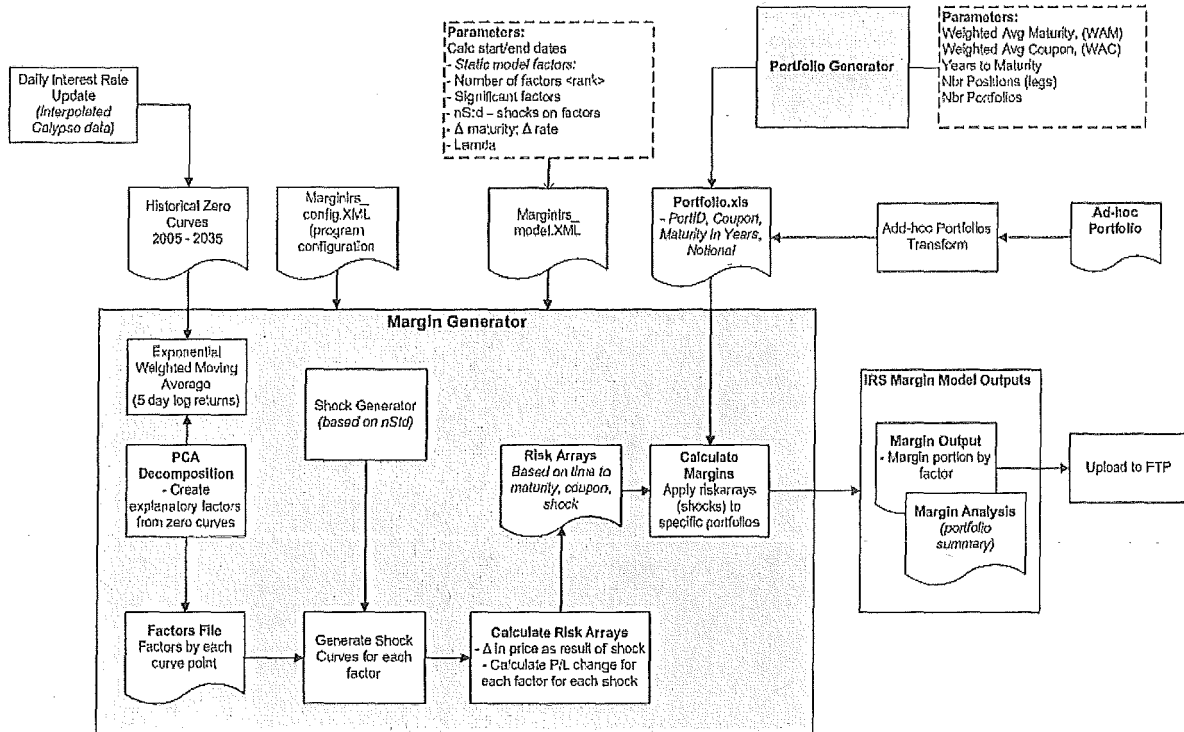 Daily Interest Rate
Update
(Interpolated
Calypso data)
Parameters:
Calc start/end dates
- Static model factors:
- Number of factors <rank>
- Significant factors
- nStd – shocks on factors
- Δ maturity; Δ rate
- Lamda
Portfolio Generator
Parameters:
Weighted Avg Maturity, (WAM)
Weighted Avg Coupon, (WAC)
Years to Maturity
Nbr Positions (legs)
Nbr Portfolios
Historical Zero
Curves
2005 - 2035
MarginIrs_
config.XML
(program
configuration
MarginIrs_
model.XML
Portfolio.xls
- PortID, Coupon,
Maturity in Years,
Notional
Add-hoc Portfolios
Transform
Ad-hoc
Portfolio
Margin Generator
Exponential
Weighted Moving
Average
(5 day log returns)
Shock Generator
(based on nStd)
PCA
Decomposition
- Create
explanatory factors
from zero curves
Risk Arrays
Based on time to
maturity, coupon,
shock
Calculate
Margins
Apply riskarrays
(shocks) to
specific portfolios
IRS Margin Model Outputs
Margin Output
- Margin portion by
factor
Margin Analysis
(portfolio
summary)
Upload to FTP
Factors File
Factors by each
curve point
Generate Shock
Curves for each
factor
Calculate Risk Arrays
- Δ in price as result of shock
- Calculate P/L change for
each factor for each shock